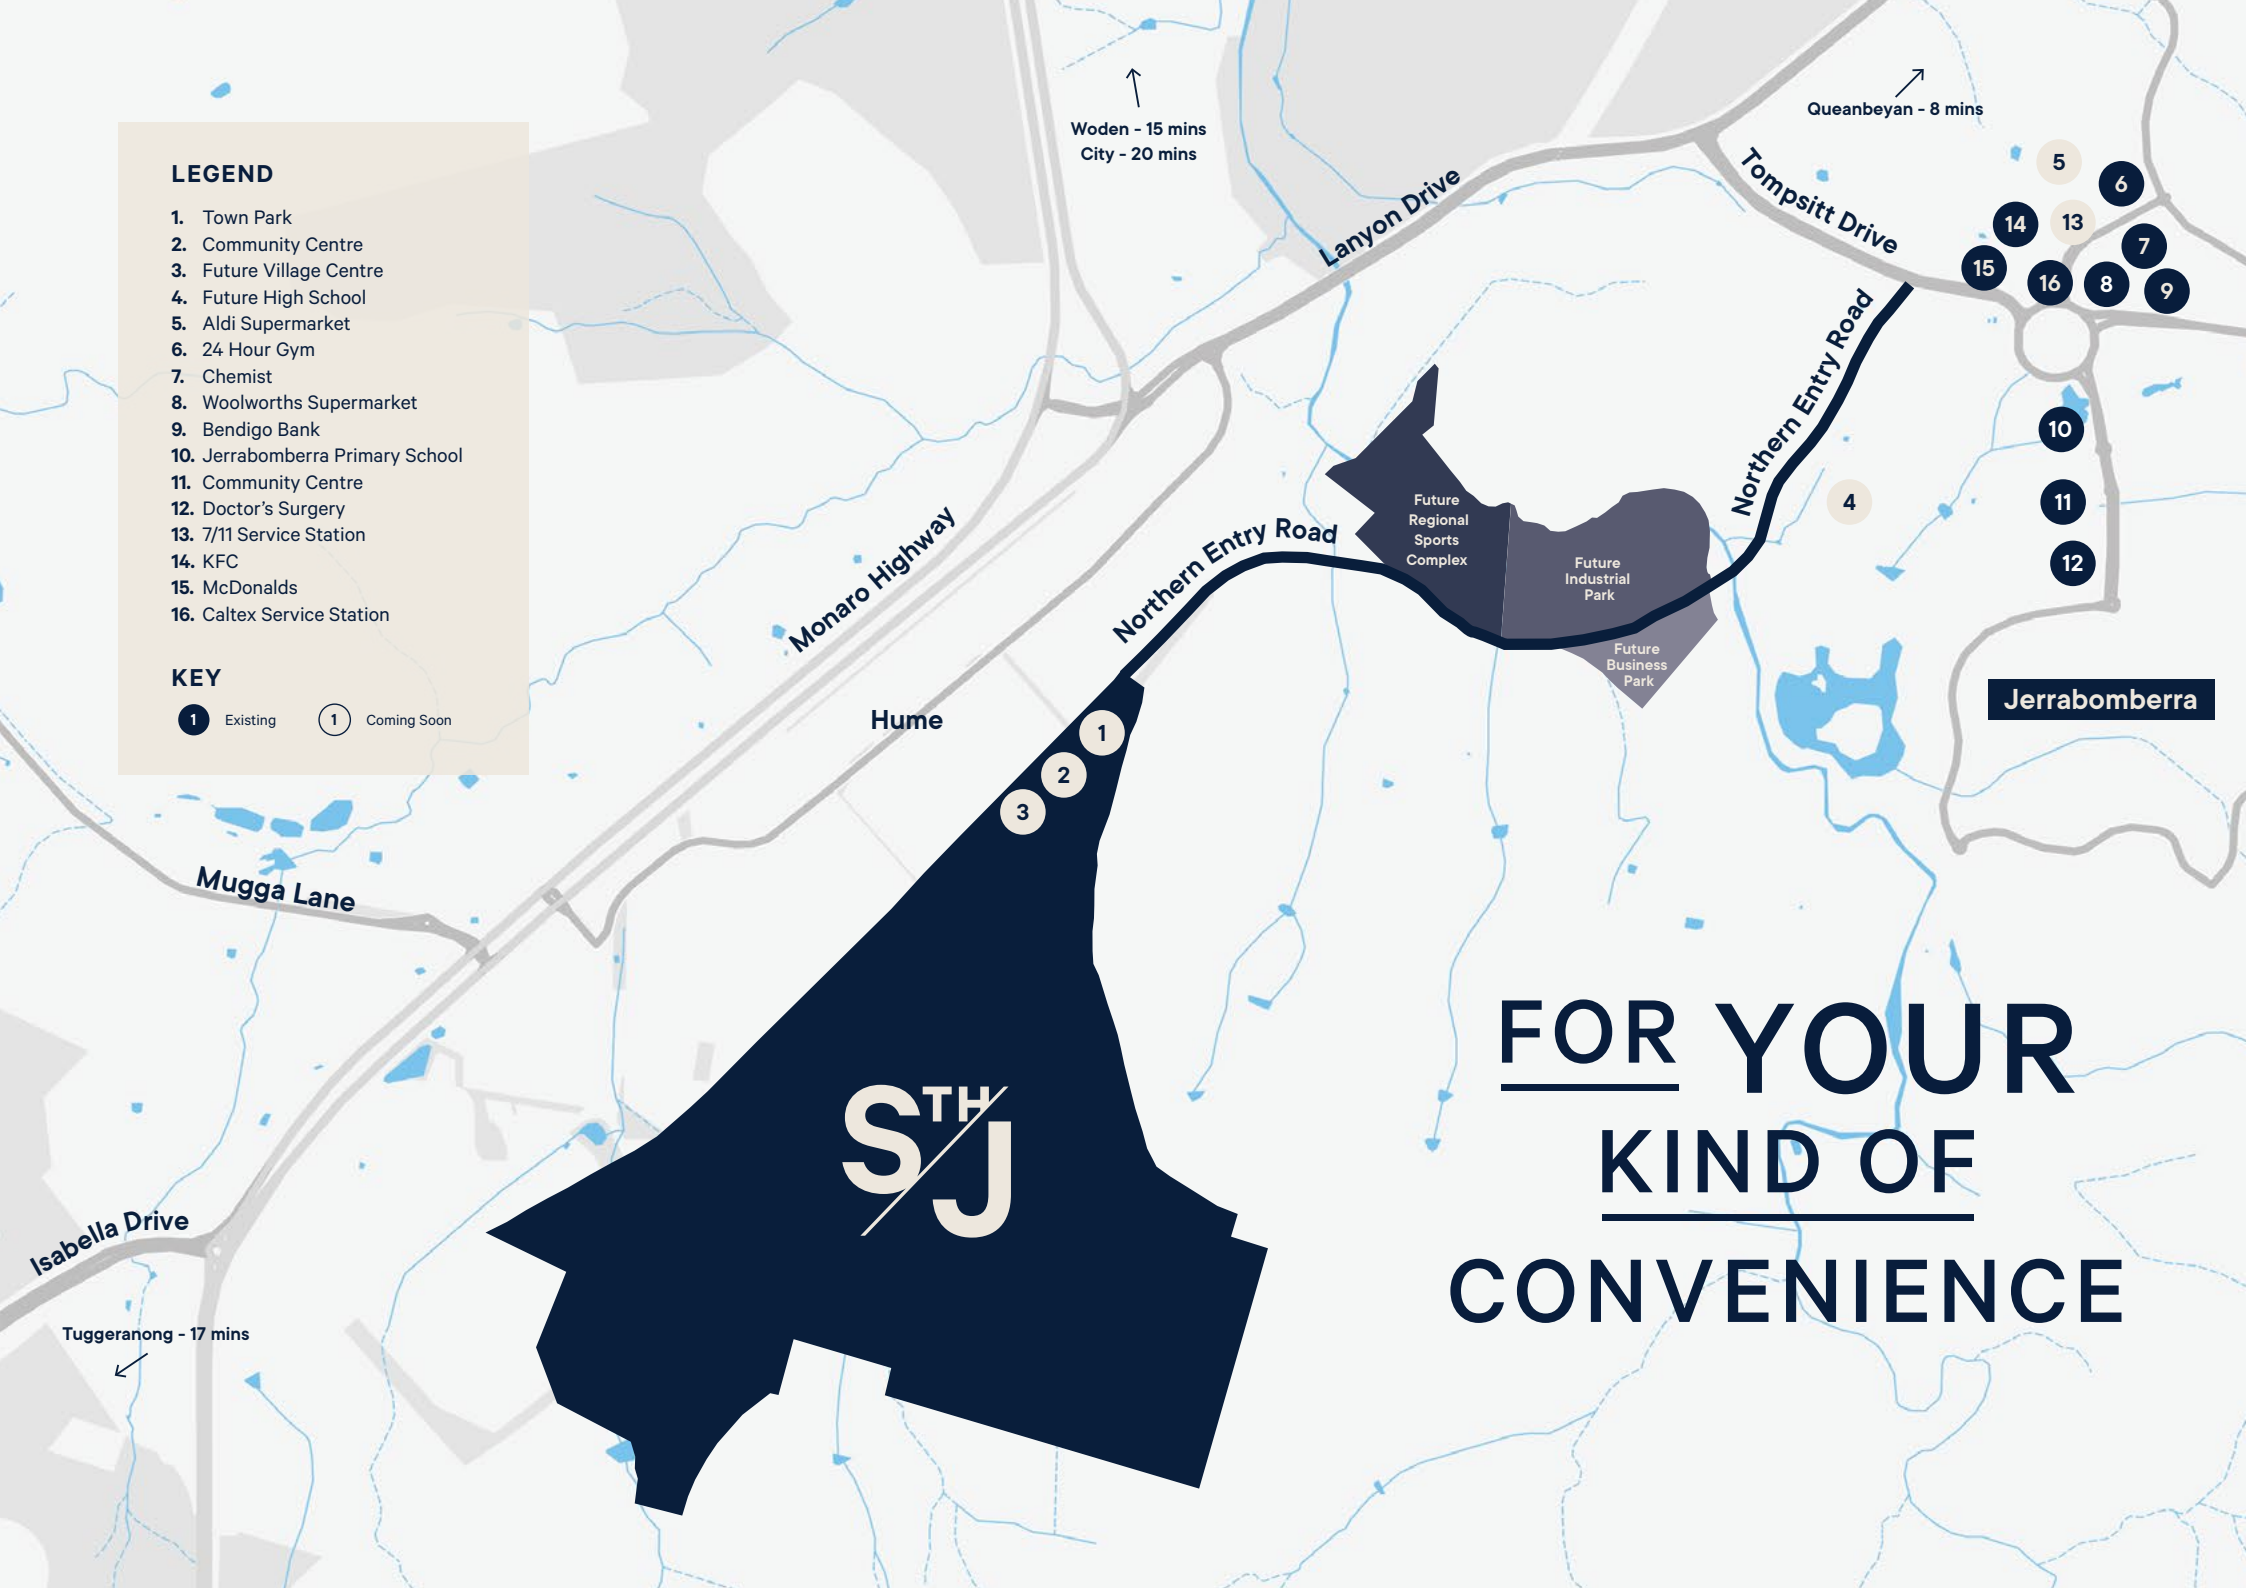 LEGEND
1. Town Park
2. Community Centre
3. Future Village Centre
4. Future High School
5. Aldi Supermarket
6. 24 Hour Gym
7. Chemist
8. Woolworths Supermarket
9. Bendigo Bank
10. Jerrabomberra Primary School
11. Community Centre
12. Doctor's Surgery
13. 7/11 Service Station
14. KFC
15. McDonalds
16. Caltex Service Station
KEY
1 Existing 1 Coming Soon
Woden - 15 mins
City - 20 mins
Queanbeyan - 8 mins
Lanyon Drive
Tompsitt Drive
5
6
14
13
7
15
16
8
9
Northern Entry Road
10
4
11
12
Future
Regional
Sports
Complex
Future
Industrial
Park
Future
Business
Park
Northern Entry Road
Monaro Highway
Hume
1
2
3
Jerrabomberra
Mugga Lane
STH
J
Isabella Drive
Tuggeranong - 17 mins
FOR YOUR
KIND OF
CONVENIENCE